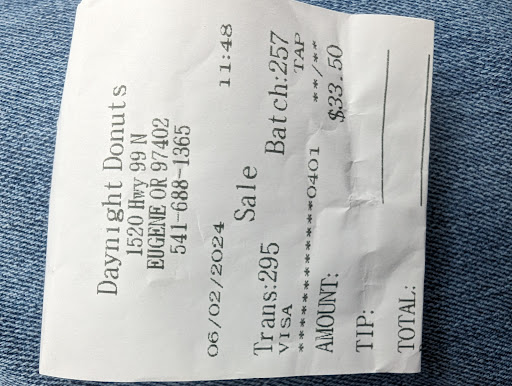 Daynight Donuts
1520 Hwy 99 N
EUGENE OR 97402
541-688-1365
06/02/2024 11:48
Sale
Trans:295 Batch:257
VISA TAP
************0401 **/**
AMOUNT: $33.50
TIP:
TOTAL: